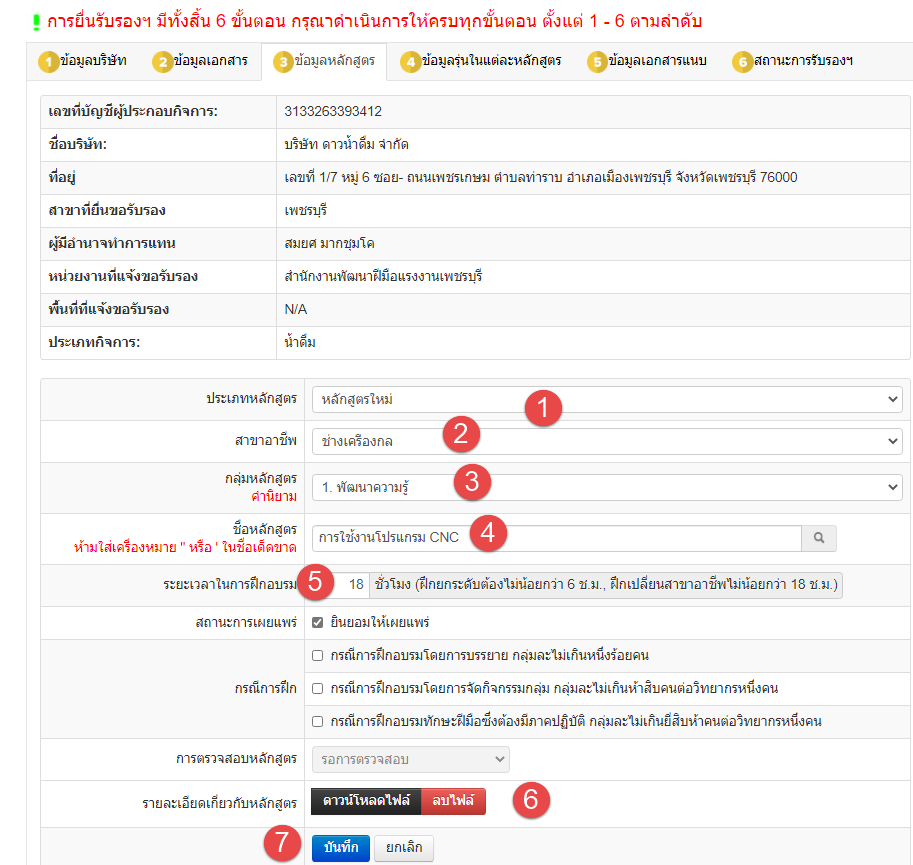 ! การยื่นรับรองฯ มีทั้งสิ้น 6 ขั้นตอน กรุณาดำเนินการให้ครบทุกขั้นตอน ตั้งแต่ 1 - 6 ตามลำดับ
1 ข้อมูลบริษัท 2 ข้อมูลเอกสาร 3 ข้อมูลหลักสูตร 4 ข้อมูลรุ่นในแต่ละหลักสูตร 5 ข้อมูลเอกสารแนบ 6 สถานะการรับรองฯ
เลขที่บัญชีผู้ประกอบกิจการ: 3133263393412
ชื่อบริษัท: บริษัท ดาวน้ำดื่ม จำกัด
ที่อยู่ เลขที่ 1/7 หมู่ 6 ซอย- ถนนเพชรเกษม ตำบลท่าราบ อำเภอเมืองเพชรบุรี จังหวัดเพชรบุรี 76000
สาขาที่ยื่นขอรับรอง เพชรบุรี
ผู้มีอำนาจทำการแทน สมยศ มากชุมโค
หน่วยงานที่แจ้งขอรับรอง สำนักงานพัฒนาฝีมือแรงงานเพชรบุรี
พื้นที่ที่แจ้งขอรับรอง N/A
ประเภทกิจการ: น้ำดื่ม
ประเภทหลักสูตร หลักสูตรใหม่ 1
สาขาอาชีพ ช่างเครื่องกล 2
กลุ่มหลักสูตร
คำนิยาม 1. พัฒนาความรู้ 3
ชื่อหลักสูตร
ห้ามใส่เครื่องหมาย " หรือ ' ในชื่อเด็ดขาด การใช้งานโปรแกรม CNC 4
ระยะเวลาในการฝึกอบรม 5 18 ชั่วโมง (ฝึกยกระดับต้องไม่น้อยกว่า 6 ช.ม., ฝึกเปลี่ยนสาขาอาชีพไม่น้อยกว่า 18 ช.ม.)
สถานะการเผยแพร่ ยินยอมให้เผยแพร่
กรณีการฝึกอบรมโดยการบรรยาย กลุ่มละไม่เกินหนึ่งร้อยคน
กรณีการฝึก กรณีการฝึกอบรมโดยการจัดกิจกรรมกลุ่ม กลุ่มละไม่เกินห้าสิบคนต่อวิทยากรหนึ่งคน
กรณีการฝึกอบรมทักษะฝีมือซึ่งต้องมีภาคปฏิบัติ กลุ่มละไม่เกินยี่สิบห้าคนต่อวิทยากรหนึ่งคน
การตรวจสอบหลักสูตร รอการตรวจสอบ
รายละเอียดเกี่ยวกับหลักสูตร ดาวน์โหลดไฟล์ ลบไฟล์ 6
7 บันทึก ยกเลิก